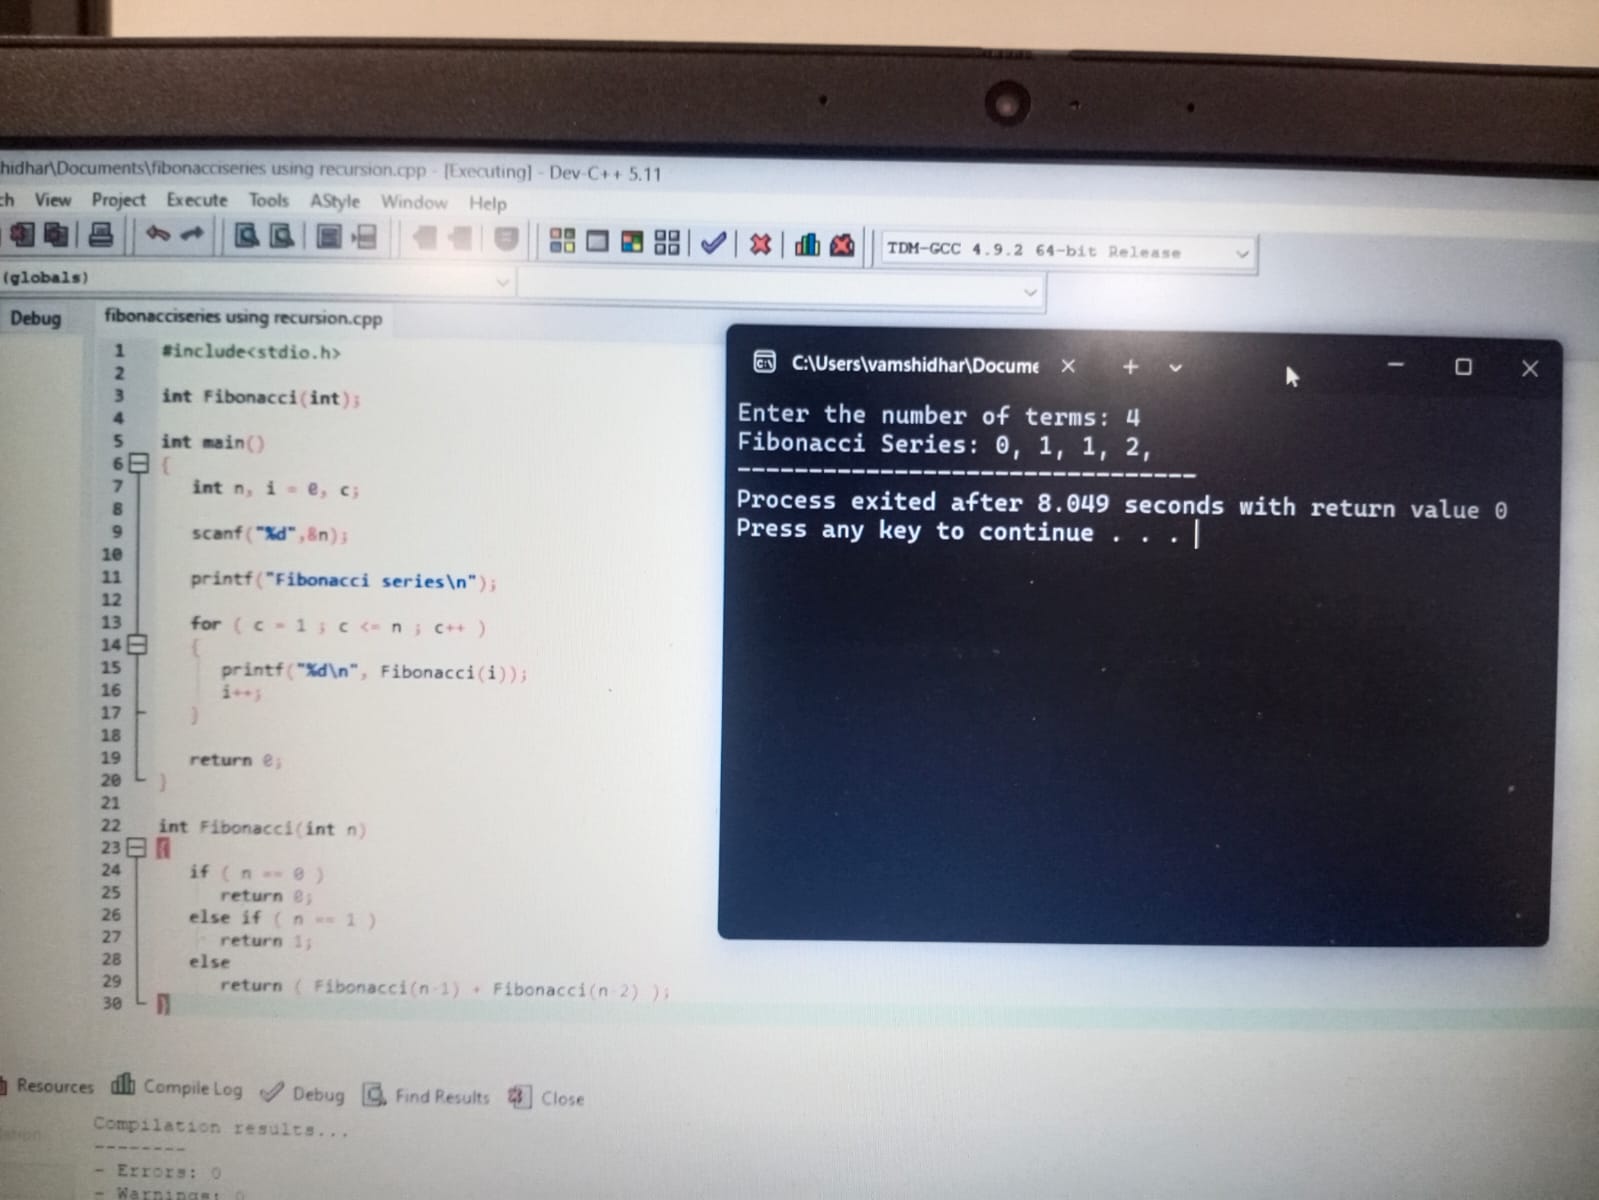 hidhar\Documents\fibonacciseries using recursion.cpp - [Executing] - Dev-C++ 5.11
ch View Project Execute Tools AStyle Window Help
TDM-GCC 4.9.2 64-bit Release
(globals)
Debug fibonacciseries using recursion.cpp
1 #include<stdio.h>
2
3 int Fibonacci(int);
4
5 int main()
6 {
7 int n, i = 0, c;
8
9 scanf("%d",&n);
10
11 printf("Fibonacci series\n");
12
13 for ( c = 1 ; c <= n ; c++ )
14 {
15 printf("%d\n", Fibonacci(i));
16 i++;
17 }
18
19 return 0;
20 }
21
22 int Fibonacci(int n)
23 {
24 if ( n == 0 )
25 return 0;
26 else if ( n == 1 )
27 return 1;
28 else
29 return ( Fibonacci(n-1) + Fibonacci(n-2) );
30 }
C:\Users\vamshidhar\Docume
Enter the number of terms: 4
Fibonacci Series: 0, 1, 1, 2,
--------------------------------
Process exited after 8.049 seconds with return value 0
Press any key to continue . . .
Resources Compile Log Debug Find Results Close
Compilation results...
--------
- Errors: 0
- Warnings: 0